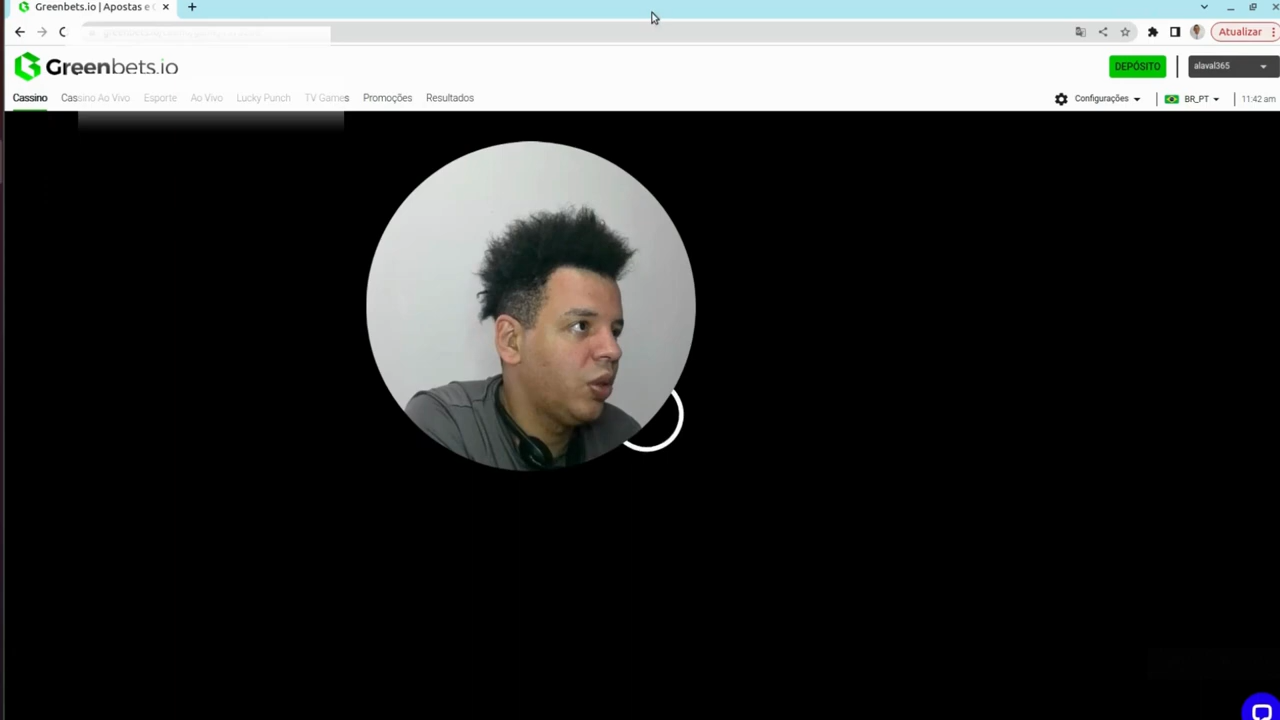 Greenbets.io | Apostas e
Atualizar
Greenbets.io
DEPÓSITO
alaval365
Cassino Cassino Ao Vivo Esporte Ao Vivo Lucky Punch TV Games Promoções Resultados
Configurações BR_PT 11:42 am